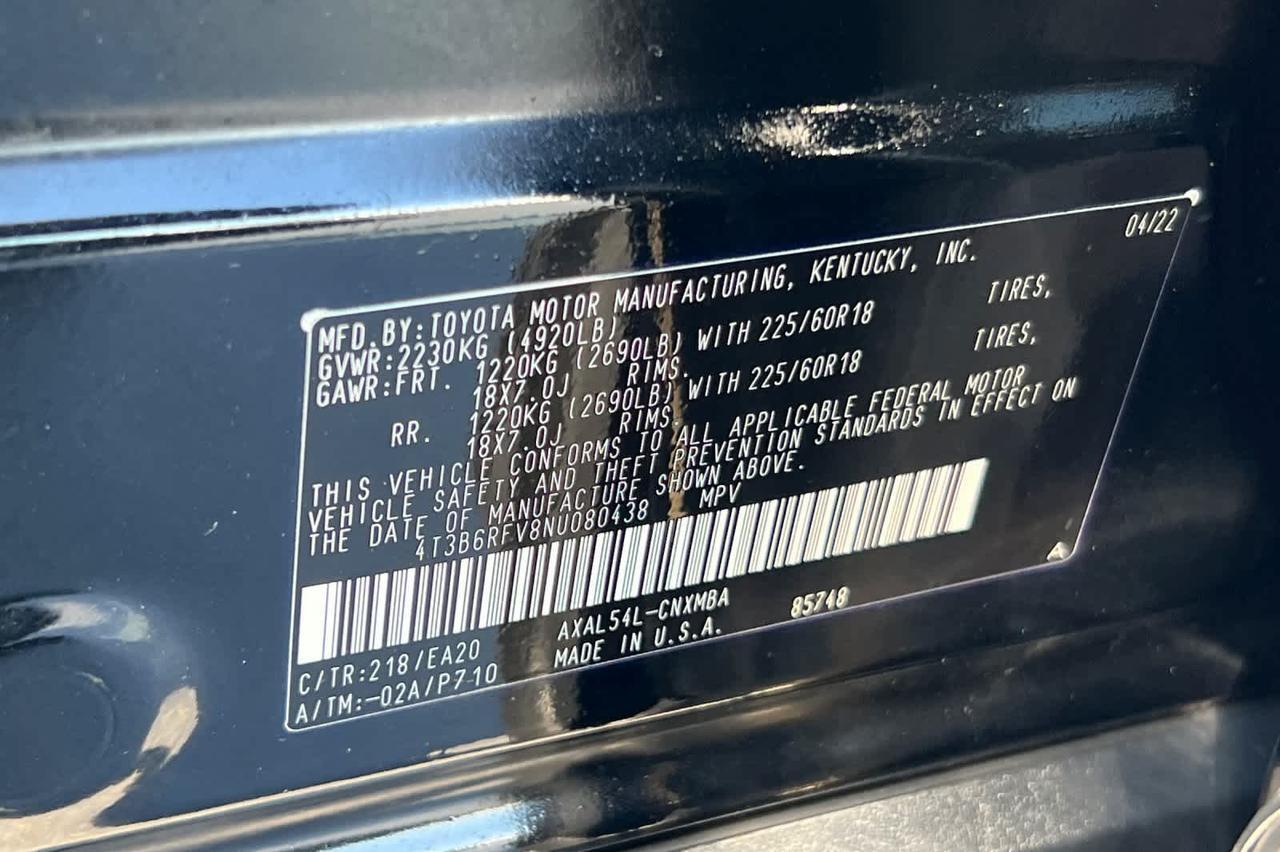 04/22
MFD.BY:TOYOTA MOTOR MANUFACTURING, KENTUCKY, INC.
GVWR:2230KG (4920LB)
GAWR:FRT. 1220KG (2690LB) WITH 225/60R18 TIRES,
18X7.0J RIMS.
RR. 1220KG (2690LB) WITH 225/60R18 TIRES,
18X7.0J RIMS.
THIS VEHICLE CONFORMS TO ALL APPLICABLE FEDERAL MOTOR
VEHICLE SAFETY AND THEFT PREVENTION STANDARDS IN EFFECT ON
THE DATE OF MANUFACTURE SHOWN ABOVE.
4T3B6RFV8NU080438 MPV
C/TR:218/EA20 AXAL54L-CNXMBA 85748
A/TM:-02A/P710 MADE IN U.S.A.
A